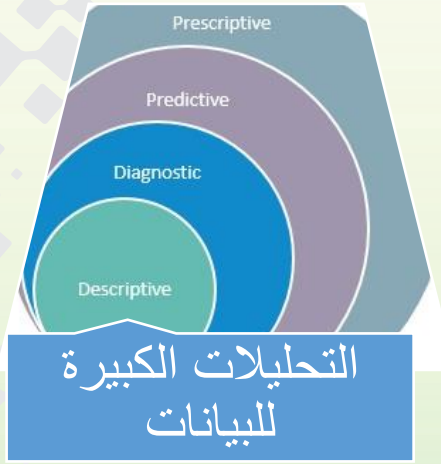 Prescriptive
Predictive
Diagnostic
Descriptive
التحليلات الكبيرة
للبيانات